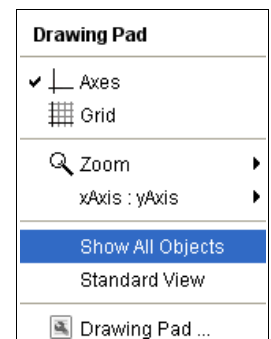 Drawing Pad
Axes
Grid
Zoom
xAxis : yAxis
Show All Objects
Standard View
Drawing Pad ...